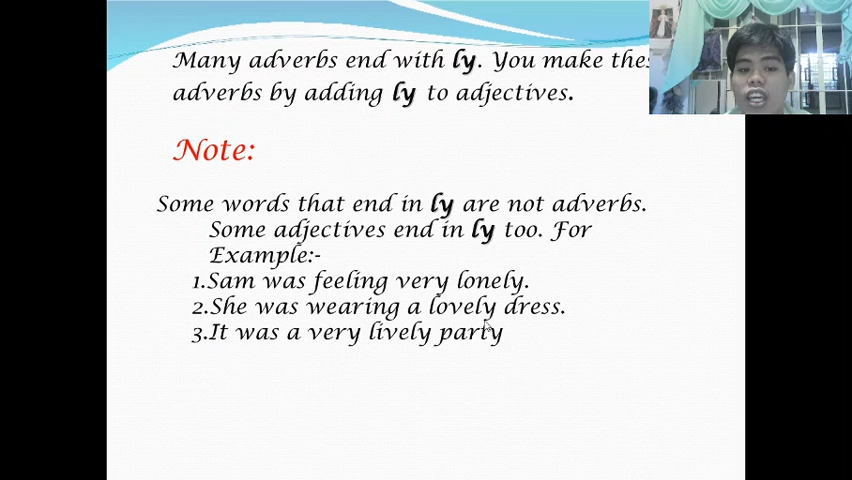 Many adverbs end with ly. You make thes
adverbs by adding ly to adjectives.
Note:
Some words that end in ly are not adverbs.
Some adjectives end in ly too. For
Example:-
1.Sam was feeling very lonely.
2.She was wearing a lovely dress.
3.It was a very lively party